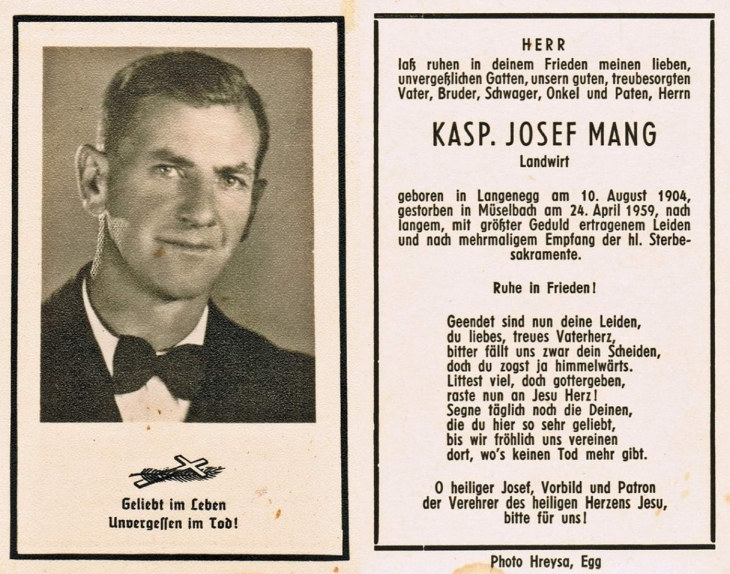 Geliebt im Leben
Unvergessen im Tod!
HERR
laß ruhen in deinem Frieden meinen lieben,
unvergeßlichen Gatten, unsern guten, treubesorgten
Vater, Bruder, Schwager, Onkel und Paten, Herrn
KASP. JOSEF MANG
Landwirt
geboren in Langenegg am 10. August 1904,
gestorben in Müselbach am 24. April 1959, nach
langem, mit größter Geduld ertragenem Leiden
und nach mehrmaligem Empfang der hl. Sterbe-
sakramente.
Ruhe in Frieden!
Geendet sind nun deine Leiden,
du liebes, treues Vaterherz,
bitter fällt uns zwar dein Scheiden,
doch du zogst ja himmelwärts.
Littest viel, doch gottergeben,
raste nun an Jesu Herz!
Segne täglich noch die Deinen,
die du hier so sehr geliebt,
bis wir fröhlich uns vereinen
dort, wo's keinen Tod mehr gibt.
O heiliger Josef, Vorbild und Patron
der Verehrer des heiligen Herzens Jesu,
bitte für uns!
Photo Hreysa, Egg